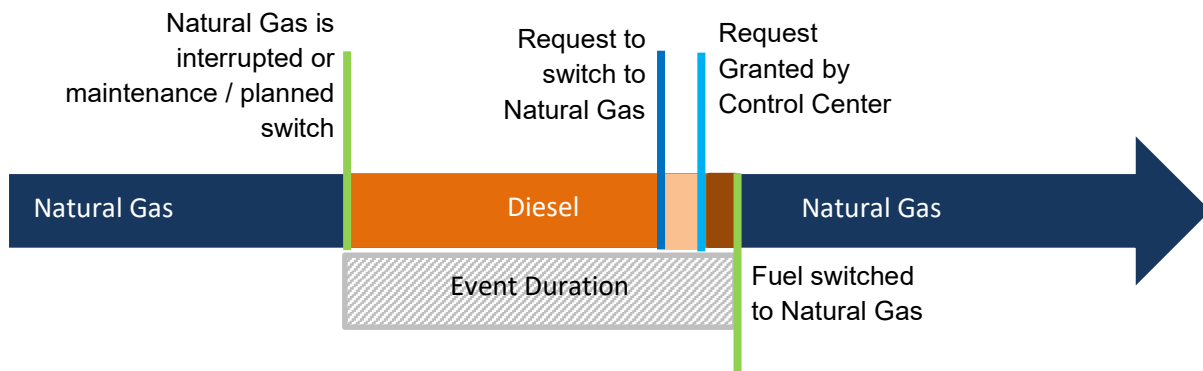 Natural Gas is
interrupted or
maintenance / planned
switch
Request to
switch to
Natural Gas
Request
Granted by
Control Center
Natural Gas
Diesel
Natural Gas
Event Duration
Fuel switched
to Natural Gas